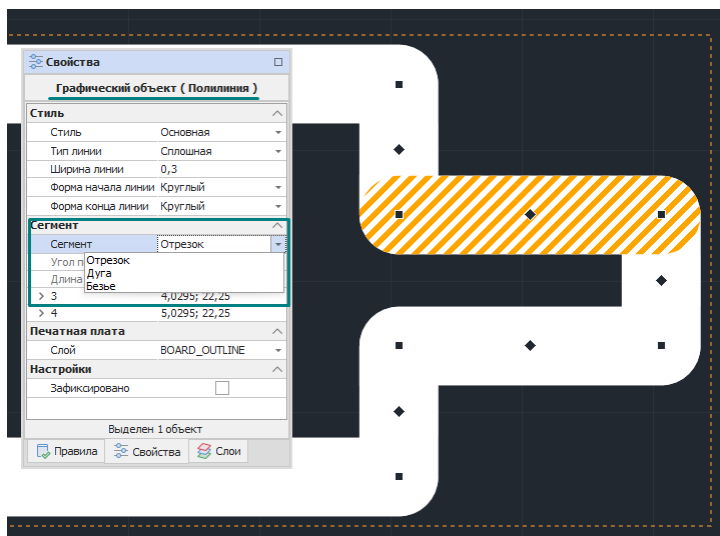 Свойства
Графический объект ( Полилиния )
Стиль
Стиль Основная
Тип линии Сплошная
Ширина линии 0,3
Форма начала линии Круглый
Форма конца линии Круглый
Сегмент
Сегмент Отрезок
Отрезок
Угол п
Дуга
Длина
Безье
3 4,0295; 22,25
4 5,0295; 22,25
Печатная плата
Слой BOARD_OUTLINE
Настройки
Зафиксировано
Выделен 1 объект
Правила Свойства Слои